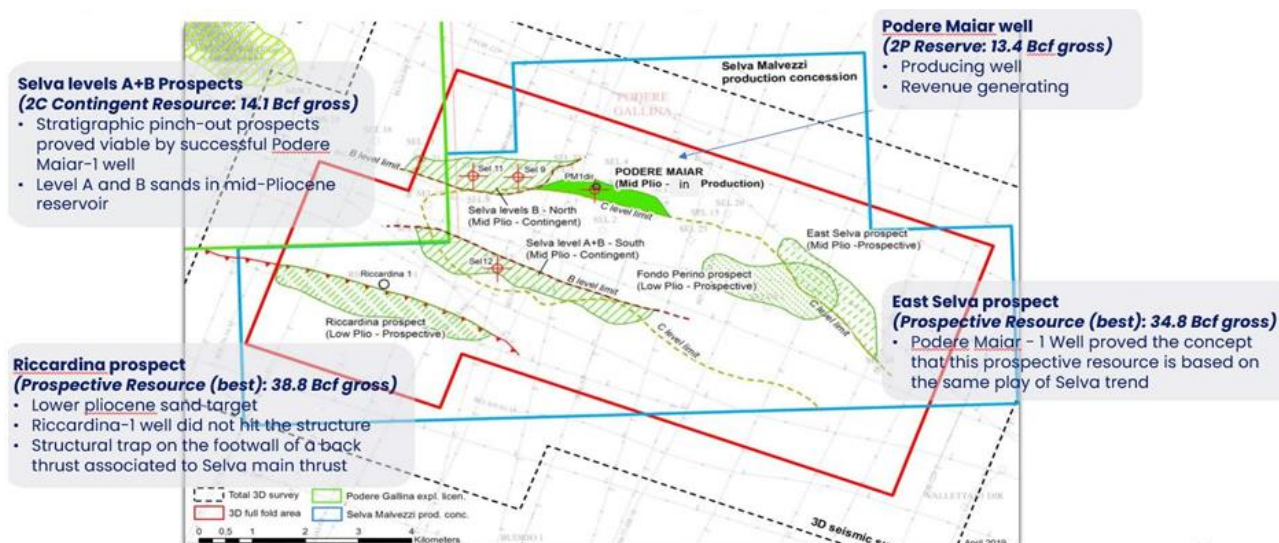 Selva levels A+B Prospects
(2C Contingent Resource: 14.1 Bcf gross)
• Stratigraphic pinch-out prospects
proved viable by successful Podere
Maiar-1 well
• Level A and B sands in mid-Pliocene
reservoir
Podere Maiar well
(2P Reserve: 13.4 Bcf gross)
• Producing well
• Revenue generating
Selva Malvezzi
production concession
PODERE
GALLINA
B level limit
Sel 11
Sel 9
SEL 4
PM1dir
PODERE MAIAR
(Mid Plio - in Production)
C level limit
SEL 2
Selva levels B - North
(Mid Plio - Contingent)
Selva level A+B - South
(Mid Plio - Contingent)
Sel12
B level limit
C level limit
East Selva prospect
(Mid Plio -Prospective)
Fondo Perino prospect
(Low Plio - Prospective)
C level limit
Riccardina 1
Riccardina prospect
(Low Plio - Prospective)
East Selva prospect
(Prospective Resource (best): 34.8 Bcf gross)
• Podere Maiar - 1 Well proved the concept
that this prospective resource is based on
the same play of Selva trend
Riccardina prospect
(Prospective Resource (best): 38.8 Bcf gross)
• Lower pliocene sand target
• Riccardina-1 well did not hit the structure
• Structural trap on the footwall of a back
thrust associated to Selva main thrust
Total 3D survey
Podere Gallina expl. licen.
3D full fold area
Selva Malvezzi prod. conc.
0 0,5 1 2 3 4
Kilometers
3D seismic
April 2019